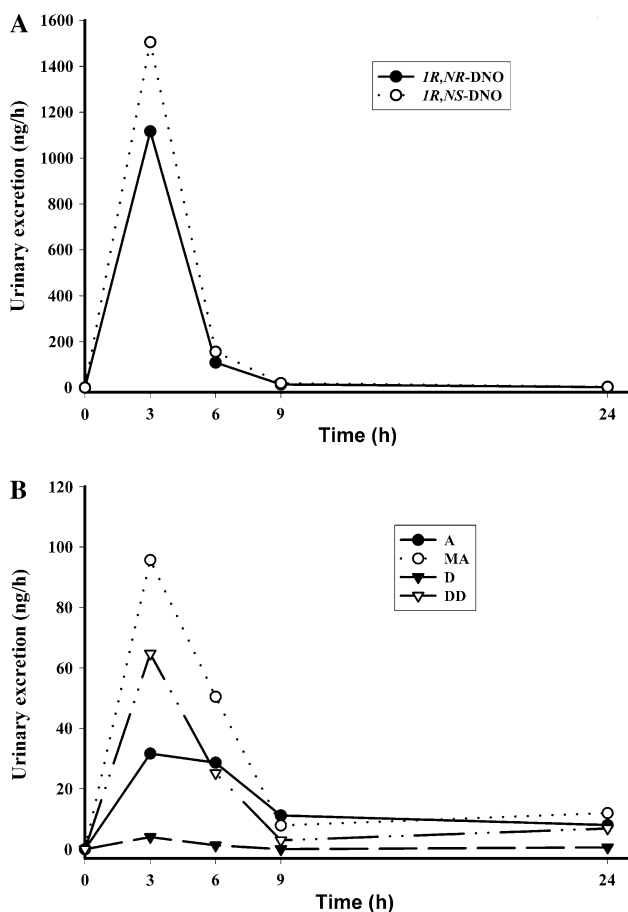 A
1600
1400
1200
1000
800
600
400
200
0
Urinary excretion (ng/h)
1R,NR-DNO
1R,NS-DNO
0 3 6 9 24
Time (h)
B
120
100
80
60
40
20
0
Urinary excretion (ng/h)
A
MA
D
DD
0 3 6 9 24
Time (h)